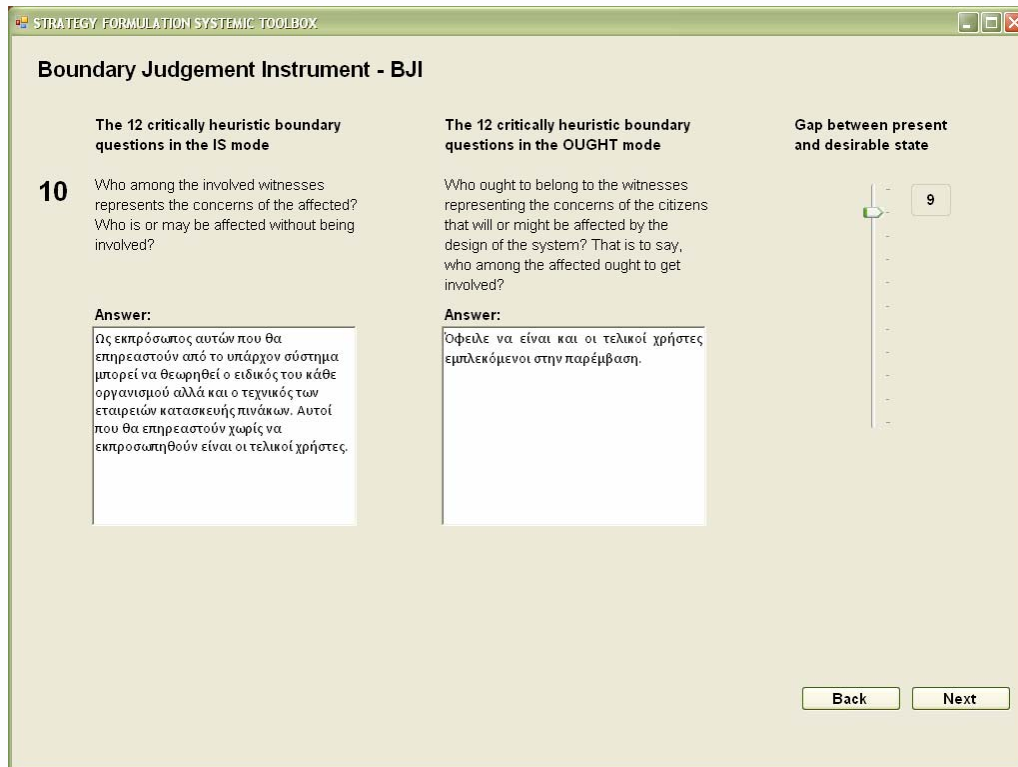 STRATEGY FORMULATION SYSTEMIC TOOLBOX
Boundary Judgement Instrument - BJI
The 12 critically heuristic boundary
questions in the IS mode
The 12 critically heuristic boundary
questions in the OUGHT mode
Gap between present
and desirable state
10
Who among the involved witnesses
represents the concerns of the affected?
Who is or may be affected without being
involved?
Who ought to belong to the witnesses
representing the concerns of the citizens
that will or might be affected by the
design of the system? That is to say,
who among the affected ought to get
involved?
9
Answer:
Ως εκπρόσωπος αυτών που θα
επηρεαστούν από το υπάρχον σύστημα
μπορεί να θεωρηθεί ο ειδικός του κάθε
οργανισμού αλλά και ο τεχνικός των
εταιρειών κατασκευής πινάκων. Αυτοί
που θα επηρεαστούν χωρίς να
εκπροσωπηθούν είναι οι τελικοί χρήστες.
Answer:
Όφειλε να είναι και οι τελικοί χρήστες
εμπλεκόμενοι στην παρέμβαση.
Back
Next